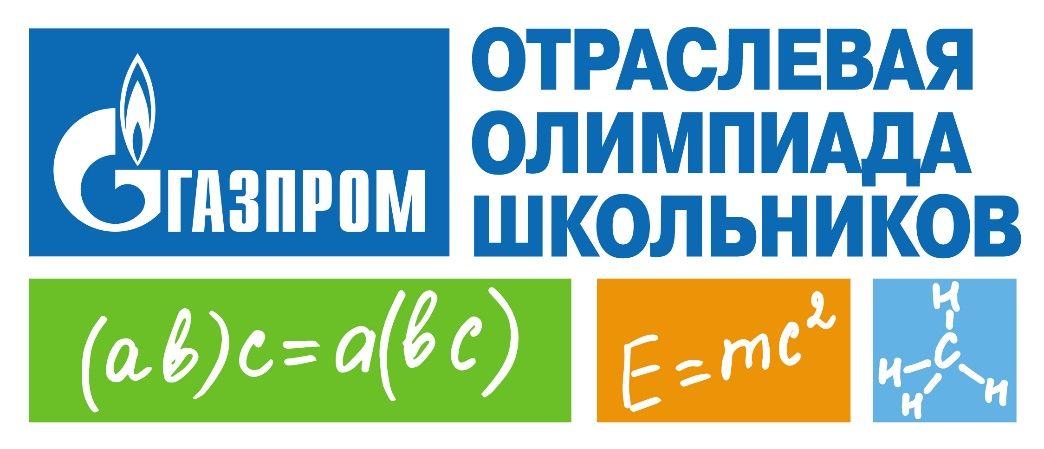 ГАЗПРОМ
ОТРАСЛЕВАЯ
ОЛИМПИАДА
ШКОЛЬНИКОВ
(ab)c=a(bc)
E=mc²
H
C
H H
H